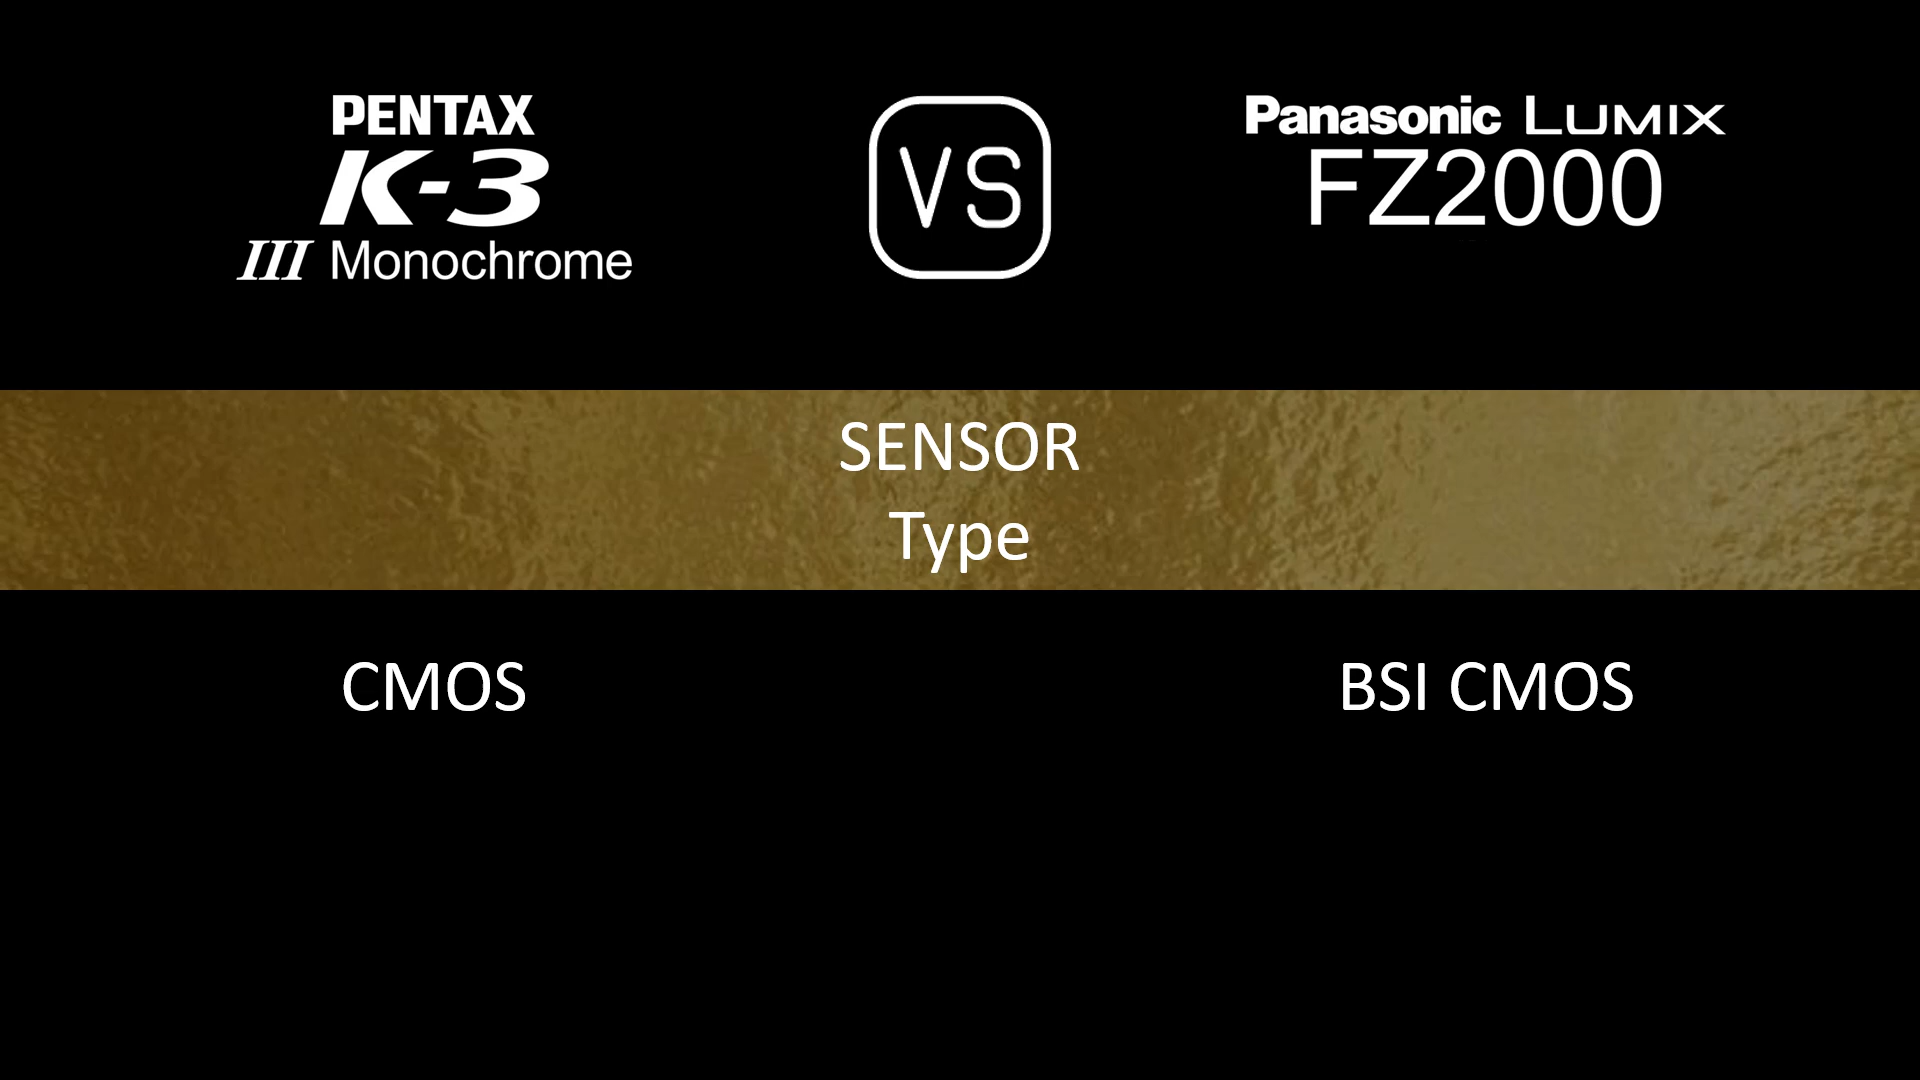 PENTAX
K-3
III Monochrome
VS
Panasonic LUMIX
FZ2000
SENSOR
Type
CMOS
BSI CMOS